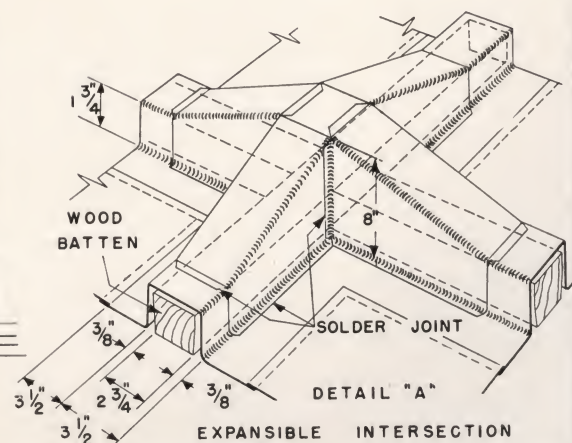 1 3/4"
8"
WOOD
BATTEN
SOLDER JOINT
3/8"
3/8"
3 1/2"
2 3/4"
3 1/2"
DETAIL "A"
EXPANSIBLE INTERSECTION